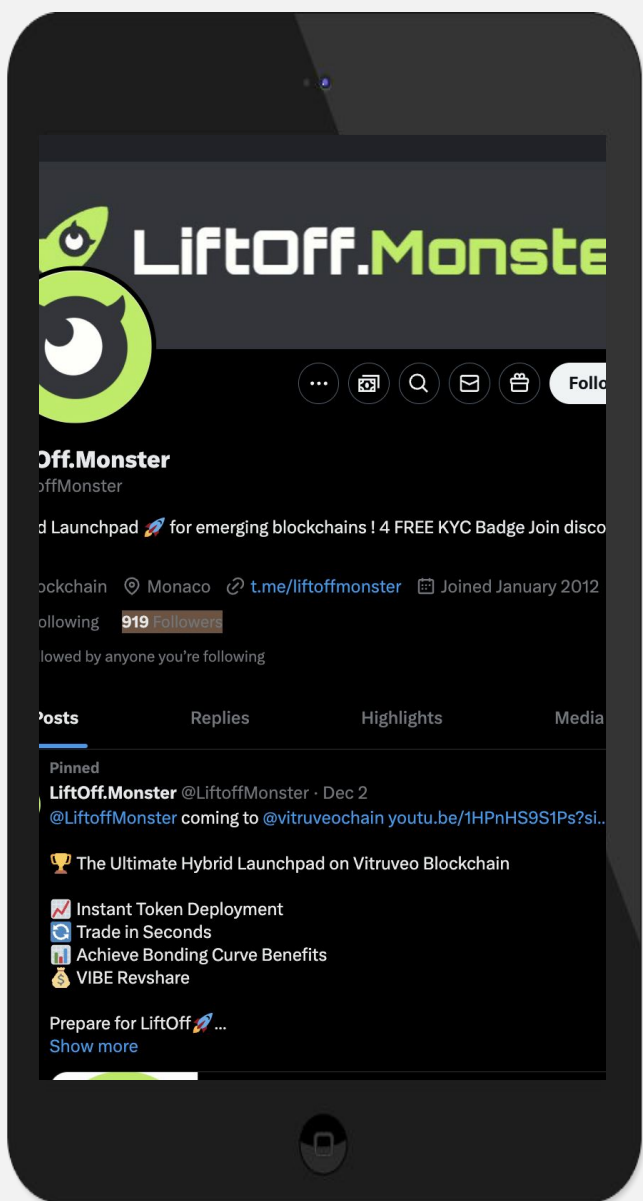 LiftOff.Monste
Follo
Off.Monster
offMonster
d Launchpad 🚀 for emerging blockchains ! 4 FREE KYC Badge Join disco
ockchain Monaco t.me/liftoffmonster Joined January 2012
ollowing 919 Followers
lowed by anyone you're following
Posts Replies Highlights Media
Pinned
LiftOff.Monster @LiftoffMonster · Dec 2
@LiftoffMonster coming to @vitruveochain youtu.be/1HPnHS9S1Ps?si...
🏆 The Ultimate Hybrid Launchpad on Vitruveo Blockchain
📈 Instant Token Deployment
🔄 Trade in Seconds
📊 Achieve Bonding Curve Benefits
💰 VIBE Revshare
Prepare for LiftOff🚀...
Show more